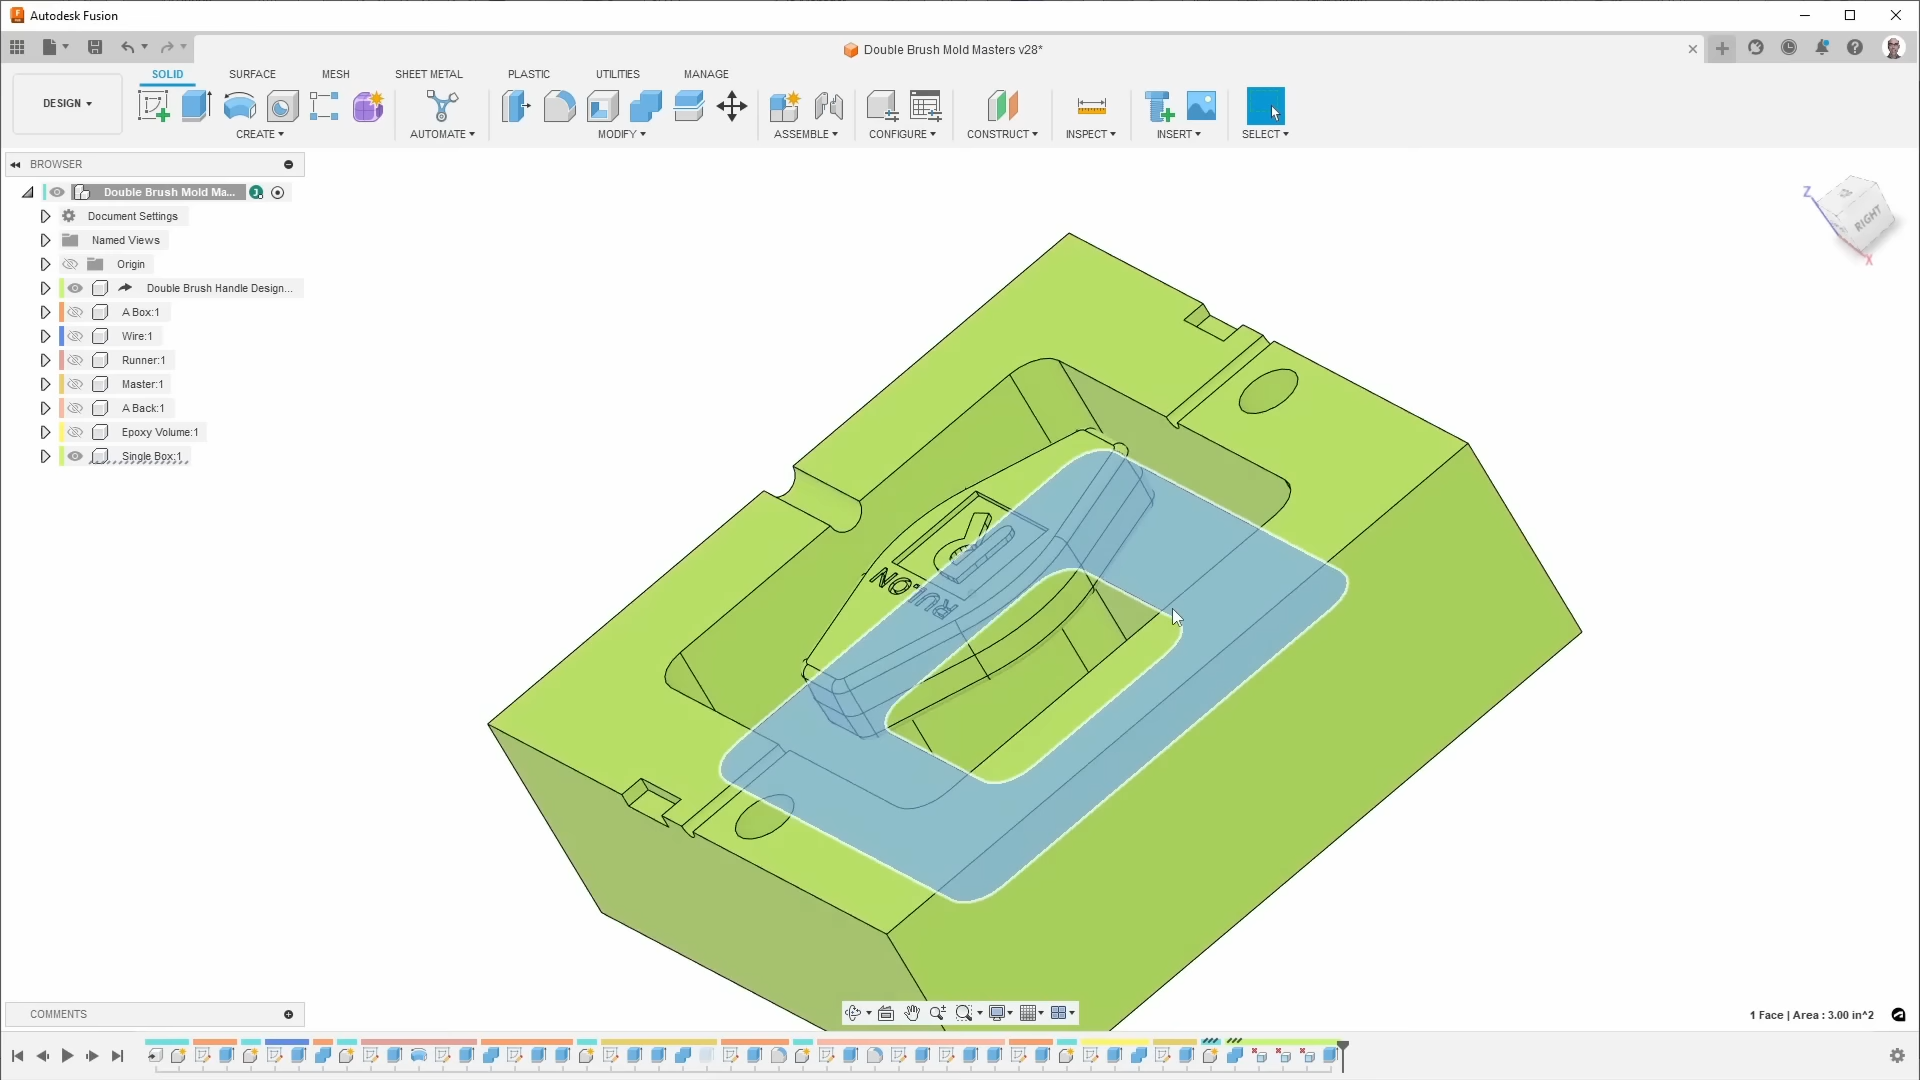 Autodesk Fusion
Double Brush Mold Masters v28*
DESIGN
SOLID
SURFACE
MESH
SHEET METAL
PLASTIC
UTILITIES
MANAGE
CREATE
AUTOMATE
MODIFY
ASSEMBLE
CONFIGURE
CONSTRUCT
INSPECT
INSERT
SELECT
BROWSER
Double Brush Mold Ma...
Document Settings
Named Views
Origin
Double Brush Handle Design...
A Box:1
Wire:1
Runner:1
Master:1
A Back:1
Epoxy Volume:1
Single Box:1
Z
RIGHT
X
COMMENTS
1 Face | Area : 3.00 in^2